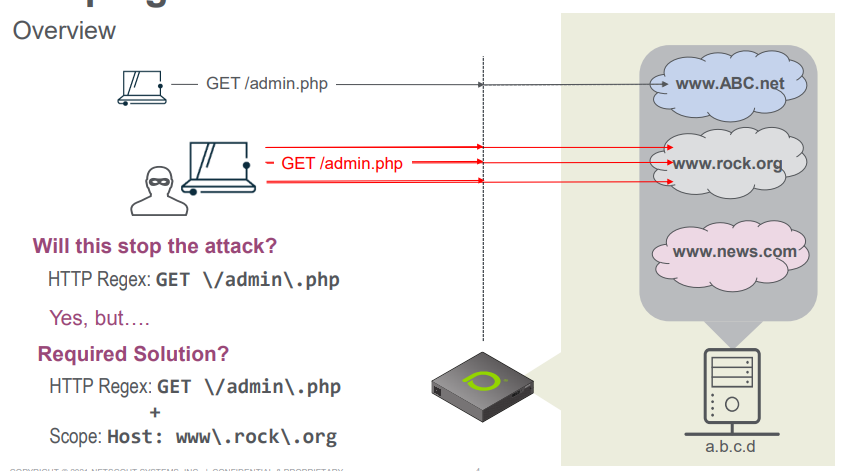 Overview
GET /admin.php
www.ABC.net
GET /admin.php
www.rock.org
www.news.com
Will this stop the attack?
HTTP Regex: GET \/admin\.php
Yes, but….
Required Solution?
HTTP Regex: GET \/admin\.php
+
Scope: Host: www\.rock\.org
a.b.c.d